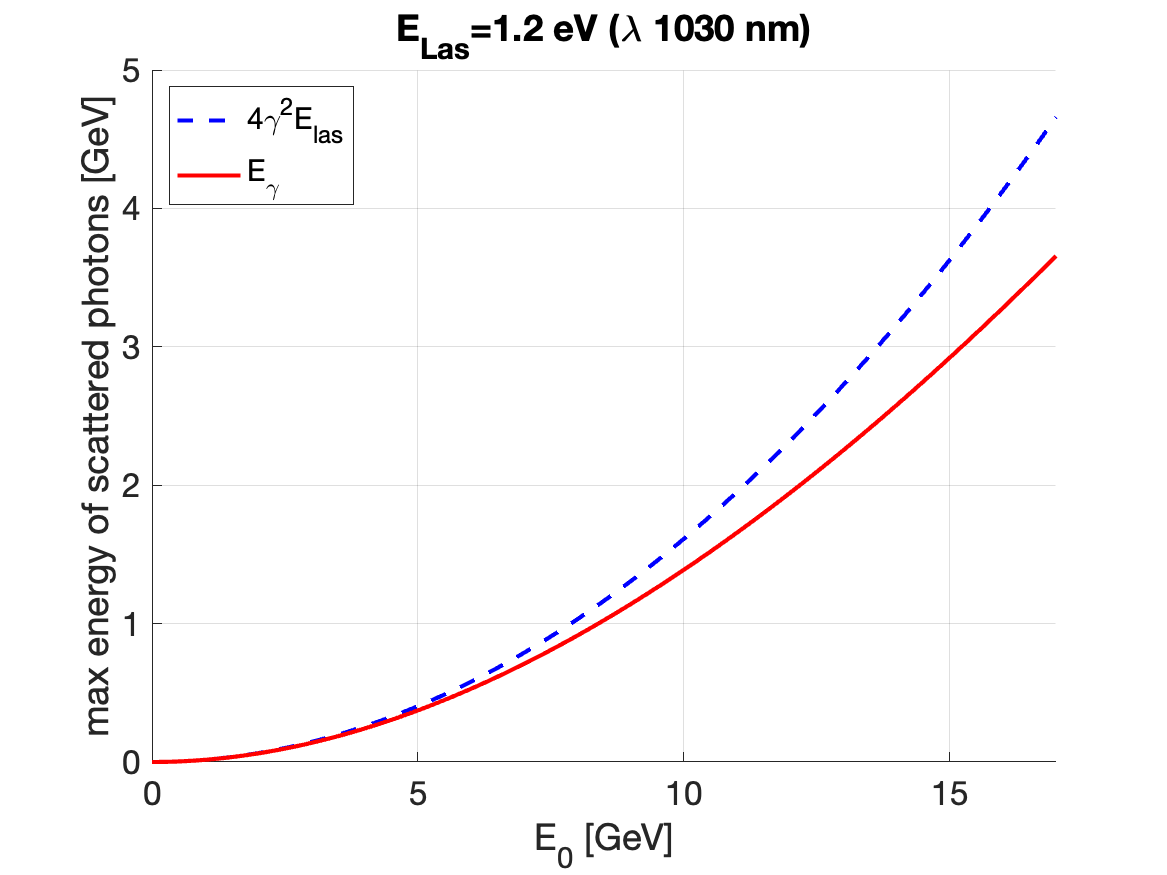 E_Las=1.2 eV (λ 1030 nm)
max energy of scattered photons [GeV]
5
4
3
2
1
0
4γ²E_las
E_γ
0 5 10 15
E_0 [GeV]